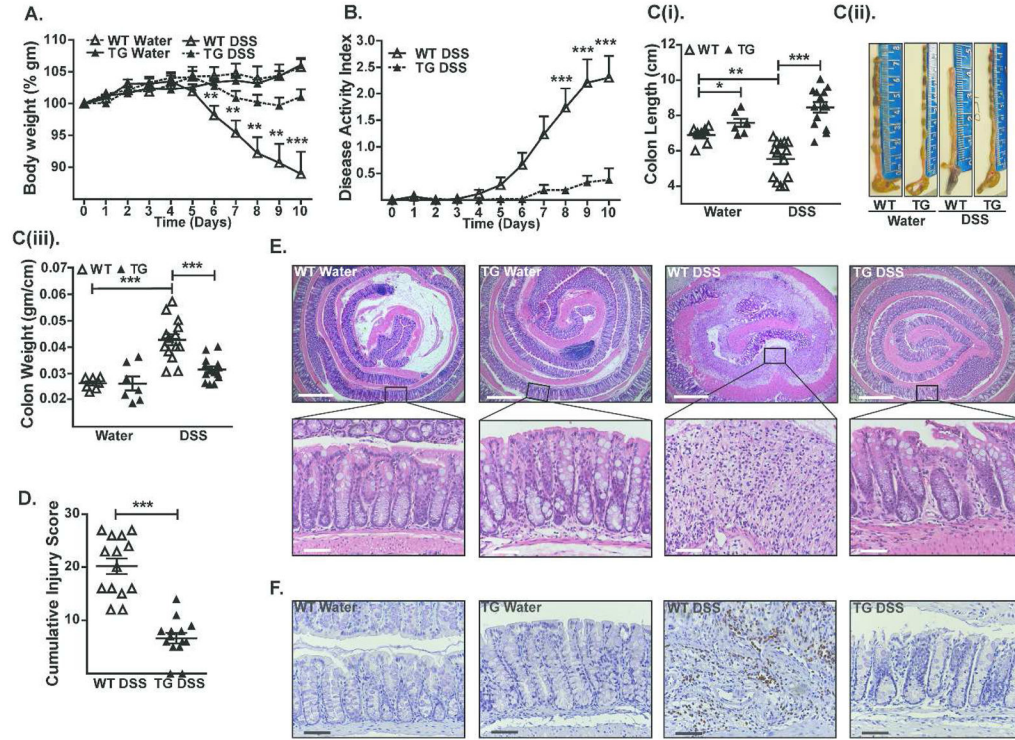 A.
WT Water WT DSS
TG Water TG DSS
Body weight (% gm)
110
105
100
95
90
** ** ** ** ***
0 1 2 3 4 5 6 7 8 9 10
Time (Days)
B.
Disease Activity Index
WT DSS
TG DSS
3.0
2.5
2.0
1.5
1.0
0.5
*** *** ***
0 1 2 3 4 5 6 7 8 9 10
Time (Days)
C(i).
WT TG
Colon Length (cm)
12
10
8
6
4
* ** ***
Water DSS
C(ii).
WT TG WT TG
Water DSS
C(iii).
WT TG
Colon Weight (gm/cm)
0.07
0.06
0.05
0.04
0.03
0.02
*** ***
Water DSS
D.
Cumulative Injury Score
30
20
10
***
WT DSS TG DSS
E.
WT Water TG Water WT DSS TG DSS
F.
WT Water TG Water WT DSS TG DSS